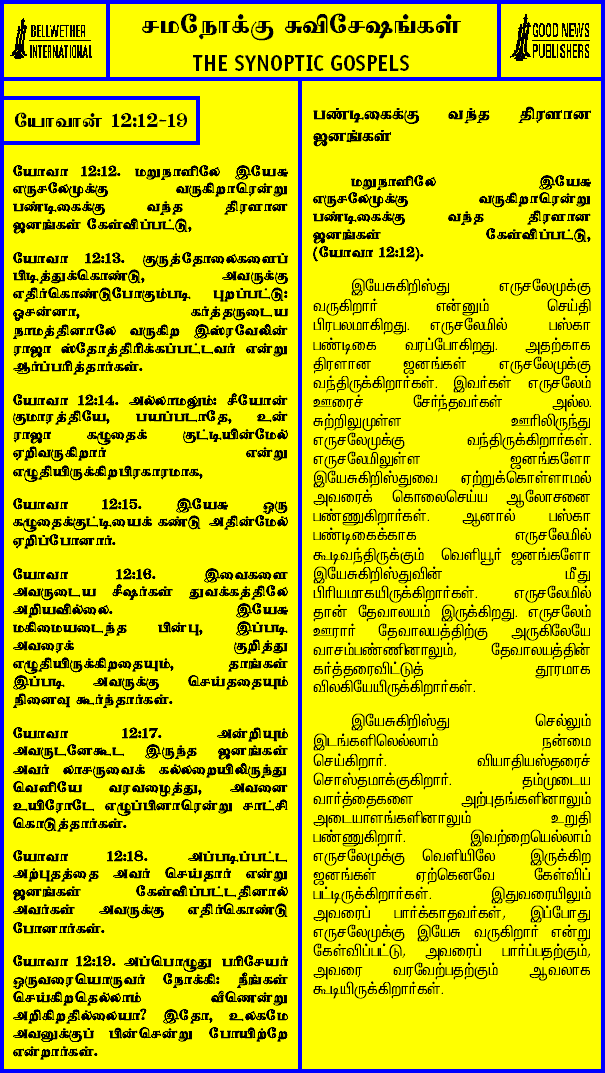 BELLWETHER
INTERNATIONAL
சமநோக்கு சுவிசேஷங்கள்
THE SYNOPTIC GOSPELS
GOOD NEWS
PUBLISHERS
யோவான் 12:12-19
யோவா 12:12. மறுநாளிலே இயேசு
எருசலேமுக்கு வருகிறாரென்று
பண்டிகைக்கு வந்த திரளான
ஜனங்கள் கேள்விப்பட்டு,
யோவா 12:13. குருத்தோலைகளைப்
பிடித்துக்கொண்டு, அவருக்கு
எதிர்கொண்டுபோகும்படி புறப்பட்டு:
ஓசன்னா, கர்த்தருடைய
நாமத்தினாலே வருகிற இஸ்ரவேலின்
ராஜா ஸ்தோத்திரிக்கப்பட்டவர் என்று
ஆர்ப்பரித்தார்கள்.
யோவா 12:14. அல்லாமலும்: சீயோன்
குமாரத்தியே, பயப்படாதே, உன்
ராஜா கழுதைக் குட்டியின்மேல்
ஏறிவருகிறார் என்று
எழுதியிருக்கிறபிரகாரமாக,
யோவா 12:15. இயேசு ஒரு
கழுதைக்குட்டியைக் கண்டு அதின்மேல்
ஏறிப்போனார்.
யோவா 12:16. இவைகளை
அவருடைய சீஷர்கள் துவக்கத்திலே
அறியவில்லை. இயேசு
மகிமையடைந்த பின்பு, இப்படி
அவரைக் குறித்து
எழுதியிருக்கிறதையும், தாங்கள்
இப்படி அவருக்கு செய்ததையும்
நினைவு கூர்ந்தார்கள்.
யோவா 12:17. அன்றியும்
அவருடனேகூட இருந்த ஜனங்கள்
அவர் லாசருவைக் கல்லறையிலிருந்து
வெளியே வரவழைத்து, அவனை
உயிரோடே எழுப்பினாரென்று சாட்சி
கொடுத்தார்கள்.
யோவா 12:18. அப்படிப்பட்ட
அற்புதத்தை அவர் செய்தார் என்று
ஜனங்கள் கேள்விப்பட்டதினால்
அவர்கள் அவருக்கு எதிர்கொண்டு
போனார்கள்.
யோவா 12:19. அப்பொழுது பரிசேயர்
ஒருவரையொருவர் நோக்கி: நீங்கள்
செய்கிறதெல்லாம் வீணென்று
அறிகிறதில்லையா? இதோ, உலகமே
அவனுக்குப் பின்சென்று போயிற்றே
என்றார்கள்.
பண்டிகைக்கு வந்த திரளான
ஜனங்கள்
மறுநாளிலே இயேசு
எருசலேமுக்கு வருகிறாரென்று
பண்டிகைக்கு வந்த திரளான
ஜனங்கள் கேள்விப்பட்டு,
(யோவா 12:12).
இயேசுகிறிஸ்து எருசலேமுக்கு
வருகிறார் என்னும் செய்தி
பிரபலமாகிறது. எருசலேமில் பஸ்கா
பண்டிகை வரப்போகிறது. அதற்காக
திரளான ஜனங்கள் எருசலேமுக்கு
வந்திருக்கிறார்கள். இவர்கள் எருசலேம்
ஊரைச் சேர்ந்தவர்கள் அல்ல.
சுற்றிலுமுள்ள ஊரிலிருந்து
எருசலேமுக்கு வந்திருக்கிறார்கள்.
எருசலேமிலுள்ள ஜனங்களோ
இயேசுகிறிஸ்துவை ஏற்றுக்கொள்ளாமல்
அவரைக் கொலைசெய்ய ஆலோசனை
பண்ணுகிறார்கள். ஆனால் பஸ்கா
பண்டிகைக்காக எருசலேமில்
கூடிவந்திருக்கும் வெளியூர் ஜனங்களோ
இயேசுகிறிஸ்துவின் மீது
பிரியமாகயிருக்கிறார்கள். எருசலேமில்
தான் தேவாலயம் இருக்கிறது. எருசலேம்
ஊரார் தேவாலயத்திற்கு அருகிலேயே
வாசம்பண்ணினாலும், தேவாலயத்தின்
கர்த்தரைவிட்டுத் தூரமாக
விலகியேயிருக்கிறார்கள்.
இயேசுகிறிஸ்து செல்லும்
இடங்களிலெல்லாம் நன்மை
செய்கிறார். வியாதியஸ்தரைச்
சொஸ்தமாக்குகிறார். தம்முடைய
வார்த்தைகளை அற்புதங்களினாலும்
அடையாளங்களினாலும் உறுதி
பண்ணுகிறார். இவற்றையெல்லாம்
எருசலேமுக்கு வெளியிலே இருக்கிற
ஜனங்கள் ஏற்கெனவே கேள்விப்
பட்டிருக்கிறார்கள். இதுவரையிலும்
அவரைப் பார்க்காதவர்கள், இப்போது
எருசலேமுக்கு இயேசு வருகிறார் என்று
கேள்விப்பட்டு, அவரைப் பார்ப்பதற்கும்,
அவரை வரவேற்பதற்கும் ஆவலாக
கூடியிருக்கிறார்கள்.